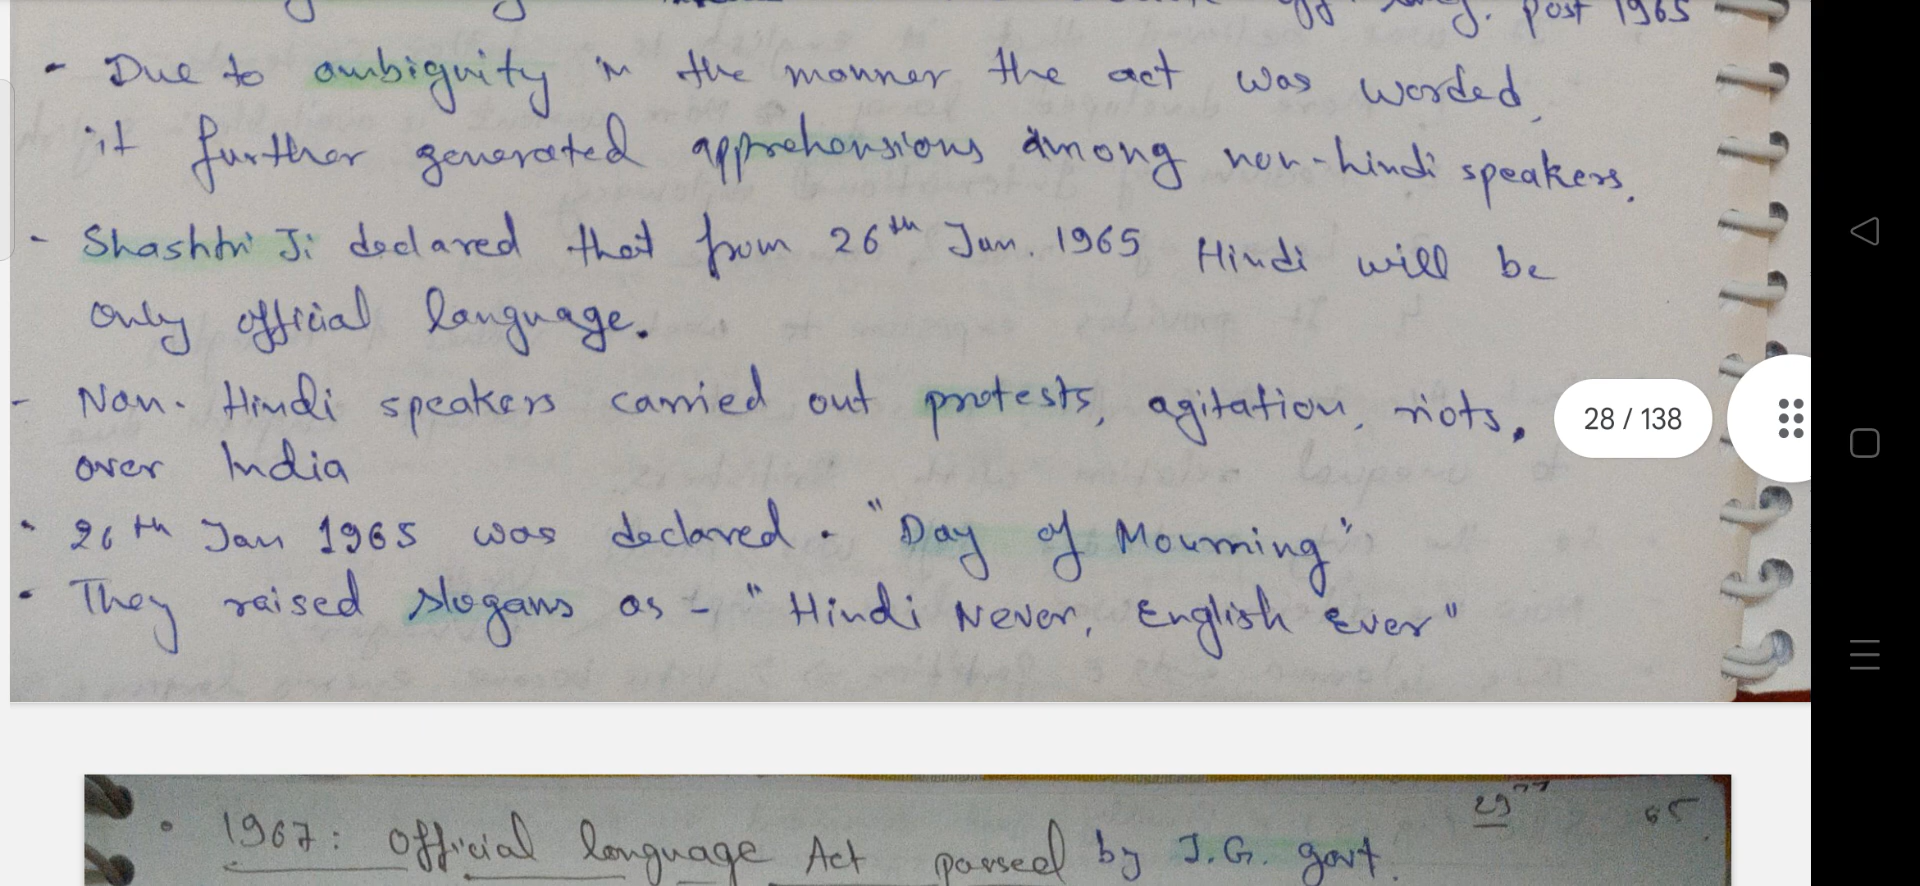 post 1965
- Due to ambiguity in the manner the act was worded,
it further generated apprehensions among non-hindi speakers.
- Shashtri Ji declared that from 26th Jan. 1965 Hindi will be
only official language.
- Non-Hindi speakers carried out protests, agitation, riots,
28 / 138
over India
- 26th Jan 1965 was declared - "Day of Mourning"
- They raised slogans as - "Hindi Never, English Ever"
29
65
• 1967: Official language Act passed by I.G. govt.